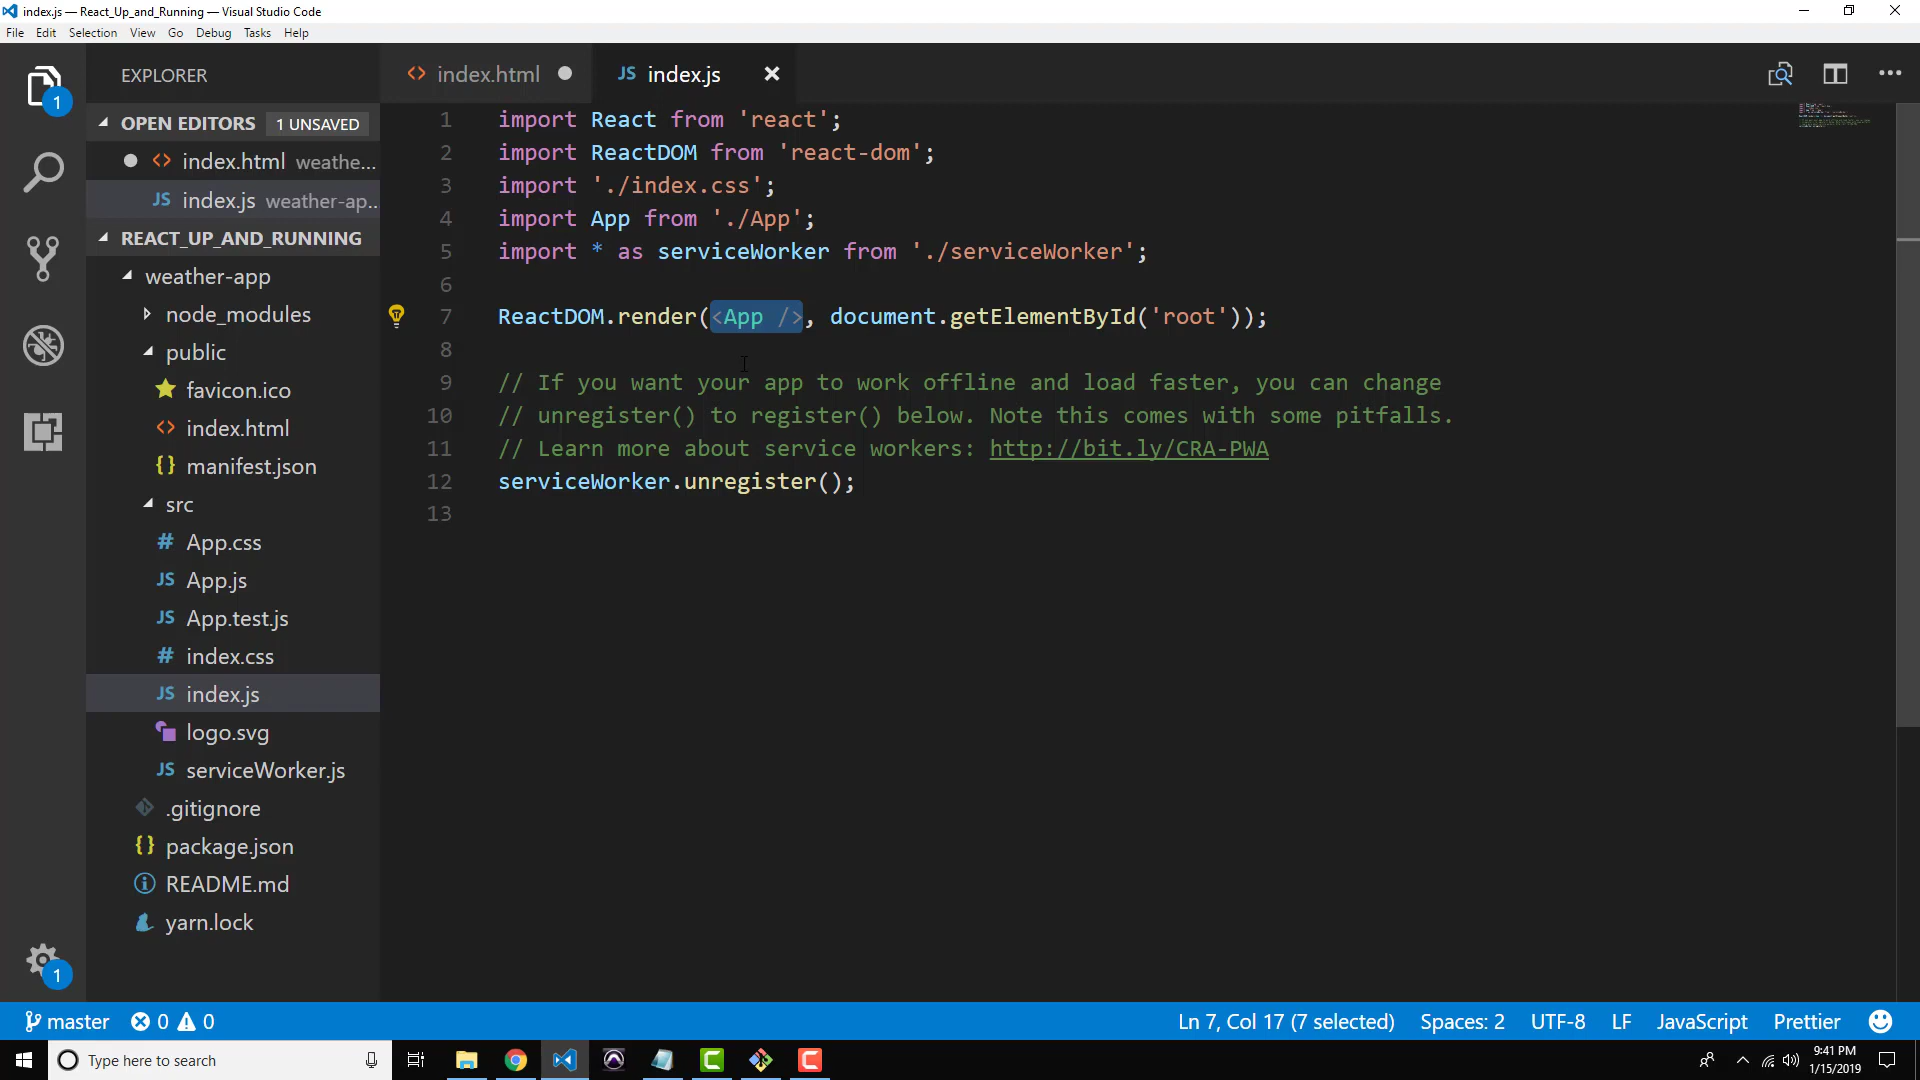 index.js — React_Up_and_Running — Visual Studio Code
File Edit Selection View Go Debug Tasks Help
EXPLORER
index.html
JS index.js
1
OPEN EDITORS 1 UNSAVED
index.html weathe...
JS index.js weather-ap...
REACT_UP_AND_RUNNING
weather-app
node_modules
public
favicon.ico
index.html
manifest.json
src
# App.css
JS App.js
JS App.test.js
# index.css
JS index.js
logo.svg
JS serviceWorker.js
.gitignore
package.json
README.md
yarn.lock
1
1 import React from 'react';
2 import ReactDOM from 'react-dom';
3 import './index.css';
4 import App from './App';
5 import * as serviceWorker from './serviceWorker';
6
7 ReactDOM.render(<App />, document.getElementById('root'));
8
9 // If you want your app to work offline and load faster, you can change
10 // unregister() to register() below. Note this comes with some pitfalls.
11 // Learn more about service workers: http://bit.ly/CRA-PWA
12 serviceWorker.unregister();
13
master 0 0 Ln 7, Col 17 (7 selected) Spaces: 2 UTF-8 LF JavaScript Prettier
Type here to search
9:41 PM
1/15/2019